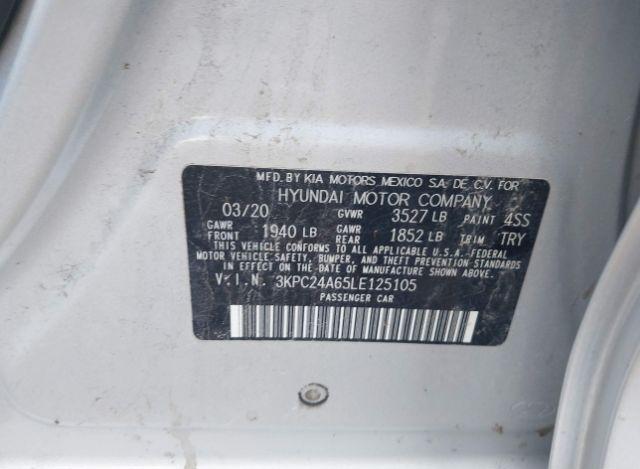 MFD. BY KIA MOTORS MEXICO S.A. DE C.V. FOR
HYUNDAI MOTOR COMPANY
03/20 GVWR 3527 LB PAINT 4SS
GAWR FRONT 1940 LB GAWR REAR 1852 LB TRIM TRY
THIS VEHICLE CONFORMS TO ALL APPLICABLE U.S.A. FEDERAL
MOTOR VEHICLE SAFETY, BUMPER, AND THEFT PREVENTION
STANDARDS IN EFFECT ON THE DATE OF MANUFACTURE SHOWN ABOVE.
V.I.N. 3KPC24A65LE125105
PASSENGER CAR